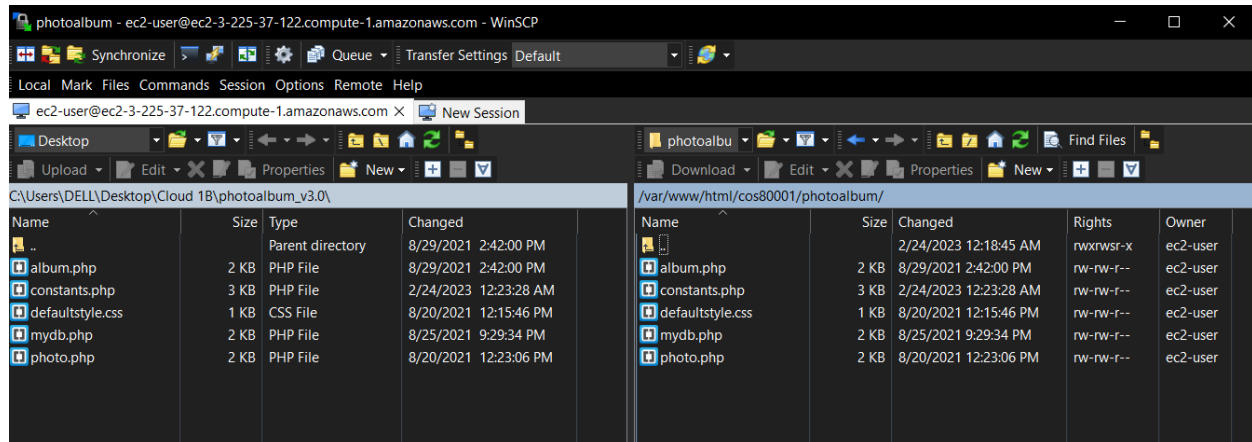 photoalbum - ec2-user@ec2-3-225-37-122.compute-1.amazonaws.com - WinSCP
Synchronize Queue Transfer Settings Default
Local Mark Files Commands Session Options Remote Help
ec2-user@ec2-3-225-37-122.compute-1.amazonaws.com New Session
Desktop photoalbu Find Files
Upload Edit Properties New Download Edit Properties New
C:\Users\DELL\Desktop\Cloud 1B\photoalbum_v3.0\ /var/www/html/cos80001/photoalbum/
Name Size Type Changed Name Size Changed Rights Owner
.. Parent directory 8/29/2021 2:42:00 PM .. 2/24/2023 12:18:45 AM rwxrwsr-x ec2-user
album.php 2 KB PHP File 8/29/2021 2:42:00 PM album.php 2 KB 8/29/2021 2:42:00 PM rw-rw-r-- ec2-user
constants.php 3 KB PHP File 2/24/2023 12:23:28 AM constants.php 3 KB 2/24/2023 12:23:28 AM rw-rw-r-- ec2-user
defaultstyle.css 1 KB CSS File 8/20/2021 12:15:46 PM defaultstyle.css 1 KB 8/20/2021 12:15:46 PM rw-rw-r-- ec2-user
mydb.php 2 KB PHP File 8/25/2021 9:29:34 PM mydb.php 2 KB 8/25/2021 9:29:34 PM rw-rw-r-- ec2-user
photo.php 2 KB PHP File 8/20/2021 12:23:06 PM photo.php 2 KB 8/20/2021 12:23:06 PM rw-rw-r-- ec2-user